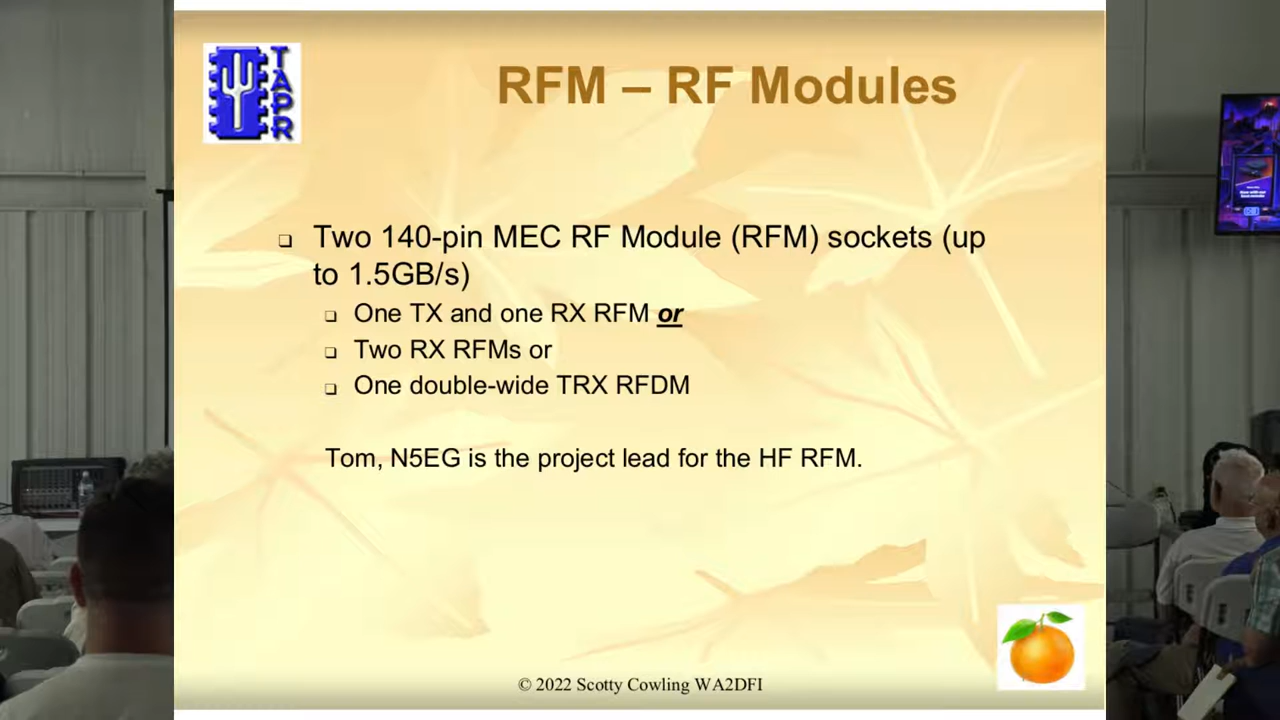 TAPR
RFM – RF Modules
❑ Two 140-pin MEC RF Module (RFM) sockets (up
to 1.5GB/s)
❑ One TX and one RX RFM or
❑ Two RX RFMs or
❑ One double-wide TRX RFDM
Tom, N5EG is the project lead for the HF RFM.
© 2022 Scotty Cowling WA2DFI